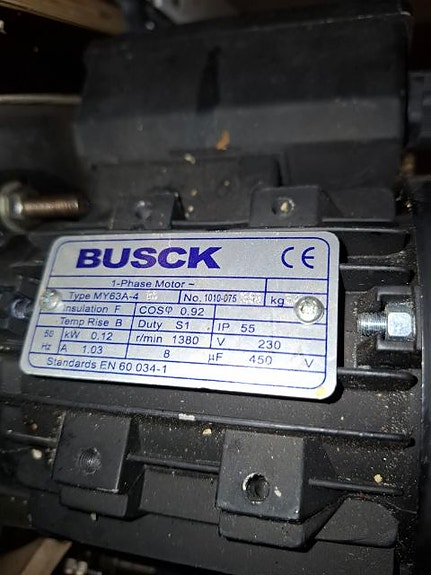 BUSCK CE
1-Phase Motor ~
Type MY63A-4 No. 1010-075 kg
Insulation F COSφ 0.92
Temp Rise B Duty S1 IP 55
50 Hz kW 0.12 r/min 1380 V 230
A 1.03 8 µF 450 V
Standards EN 60 034-1